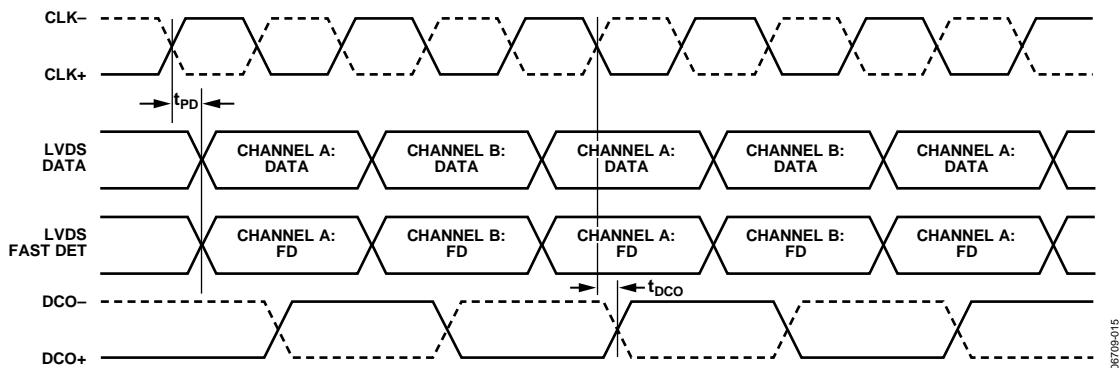 CLK–
CLK+
tPD
LVDS
DATA
CHANNEL A:
DATA
CHANNEL B:
DATA
CHANNEL A:
DATA
CHANNEL B:
DATA
CHANNEL A:
DATA
LVDS
FAST DET
CHANNEL A:
FD
CHANNEL B:
FD
CHANNEL A:
FD
CHANNEL B:
FD
CHANNEL A:
FD
tDCO
DCO–
DCO+
06709-015